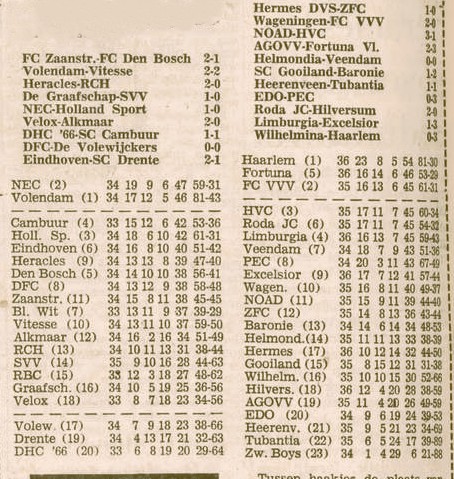 FC Zaanstr.-FC Den Bosch 2-1
Volendam-Vitesse 2-2
Heracles-RCH 2-0
De Graafschap-SVV 1-0
NEC-Holland Sport 1-0
Velox-Alkmaar 2-0
DHC '66-SC Cambuur 1-1
DFC-De Volewijckers 0-0
Eindhoven-SC Drente 2-1
NEC (2) 34 19 9 6 47 59-31
Volendam (1) 34 17 12 5 46 81-43
Cambuur (4) 33 15 12 6 42 53-36
Holl. Sp. (3) 34 18 6 10 42 61-31
Eindhoven (6) 34 16 8 10 40 51-42
Heracles (9) 34 13 13 8 39 47-40
Den Bosch (5) 34 14 10 10 38 56-41
DFC (8) 34 13 12 9 38 58-48
Zaanstr. (11) 34 15 8 11 38 45-45
Bl. Wit (7) 33 13 11 9 37 39-29
Vitesse (10) 34 13 11 10 37 59-50
Alkmaar (12) 34 16 2 16 34 51-49
RCH (13) 34 10 11 13 31 38-44
SVV (14) 35 9 10 16 28 44-63
RBC (15) 33 12 3 18 27 48-62
Graafsch. (16) 34 10 5 19 25 36-56
Velox (18) 33 8 7 18 23 34-56
Volew. (17) 34 7 9 18 23 38-66
Drente (19) 34 4 13 17 21 32-63
DHC '66 (20) 33 6 8 19 20 29-64
Hermes DVS-ZFC 1-0
Wageningen-FC VVV 2-0
NOAD-HVC 3-1
AGOVV-Fortuna Vl. 2-3
Helmondia-Veendam 0-0
SC Gooiland-Baronie 1-2
Heerenveen-Tubantia 1-1
EDO-PEC 0-3
Roda JC-Hilversum 2-0
Limburgia-Excelsior 1-3
Wilhelmina-Haarlem 0-3
Haarlem (1) 36 23 8 5 54 81-30
Fortuna (5) 36 16 14 6 46 53-29
FC VVV (2) 35 16 13 6 45 61-31
HVC (3) 35 17 11 7 45 60-34
Roda JC (6) 35 17 11 7 45 54-32
Limburgia (4) 36 16 13 7 45 59-43
Veendam (7) 34 18 7 9 43 51-36
PEC (8) 34 20 3 11 43 67-49
Excelsior (9) 36 17 7 12 41 57-44
Wagen. (10) 35 16 8 11 40 49-37
NOAD (11) 35 15 9 11 39 44-40
ZFC (12) 35 14 8 13 36 43-44
Baronie (13) 34 14 6 14 34 48-53
Helmond. (14) 35 11 11 13 33 38-39
Hermes (17) 36 10 12 14 32 44-50
Gooiland (15) 35 8 15 12 31 31-38
Wilhelm. (16) 35 10 10 15 30 52-66
Hilvers. (18) 36 12 4 20 28 38-59
AGOVV (19) 35 11 4 20 26 49-59
EDO (20) 34 9 6 19 24 39-53
Heerenv. (21) 35 9 5 21 23 34-69
Tubantia (22) 35 6 5 24 17 39-89
Zw. Boys (23) 34 1 4 29 6 21-88